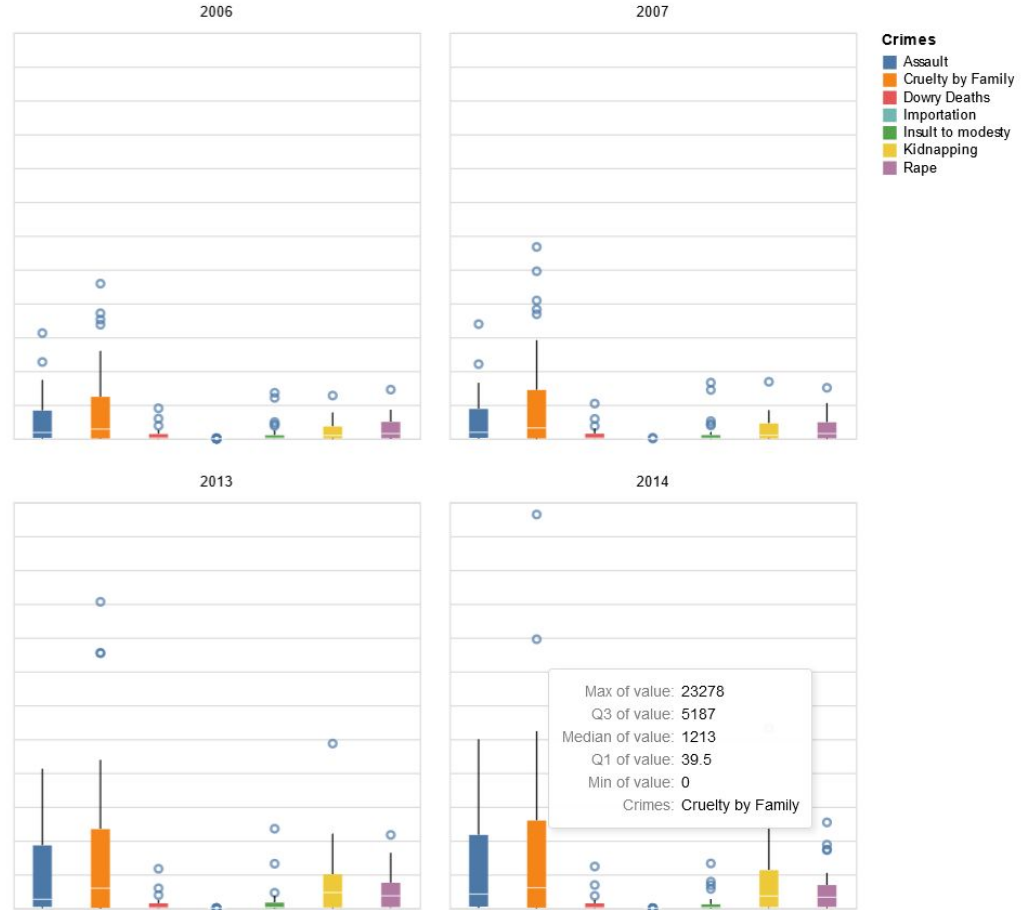 2006
2007
Crimes
Assault
Cruelty by Family
Dowry Deaths
Importation
Insult to modesty
Kidnapping
Rape
2013
2014
Max of value: 23278
Q3 of value: 5187
Median of value: 1213
Q1 of value: 39.5
Min of value: 0
Crimes: Cruelty by Family